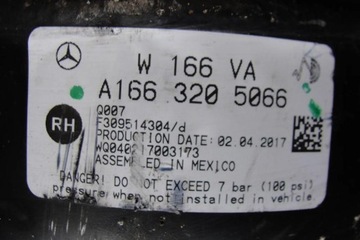 W 166 VA
A166 320 5066
Q007
F309514304/d
RH
PRODUCTION DATE: 02.04.2017
WQ040217003173
ASSEMBLED IN MEXICO
DANGER! DO NOT EXCEED 7 bar (100 psi)
pressure when not installed in vehicle